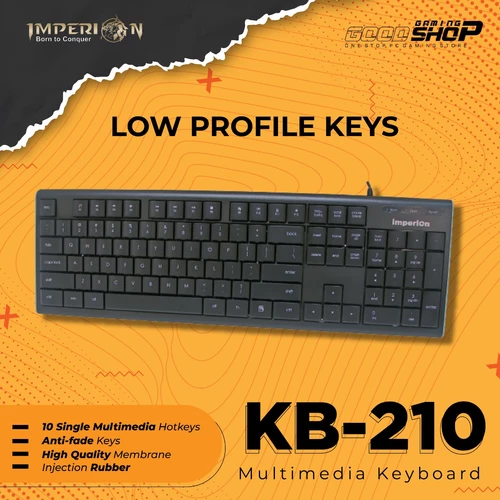 IMPERION
Born to Conquer
GAMING
GOOD SHOP
ONE STOP PC GAMING STORE
LOW PROFILE KEYS
imperion
10 Single Multimedia Hotkeys
Anti-fade Keys
High Quality Membrane
Injection Rubber
KB-210
Multimedia Keyboard